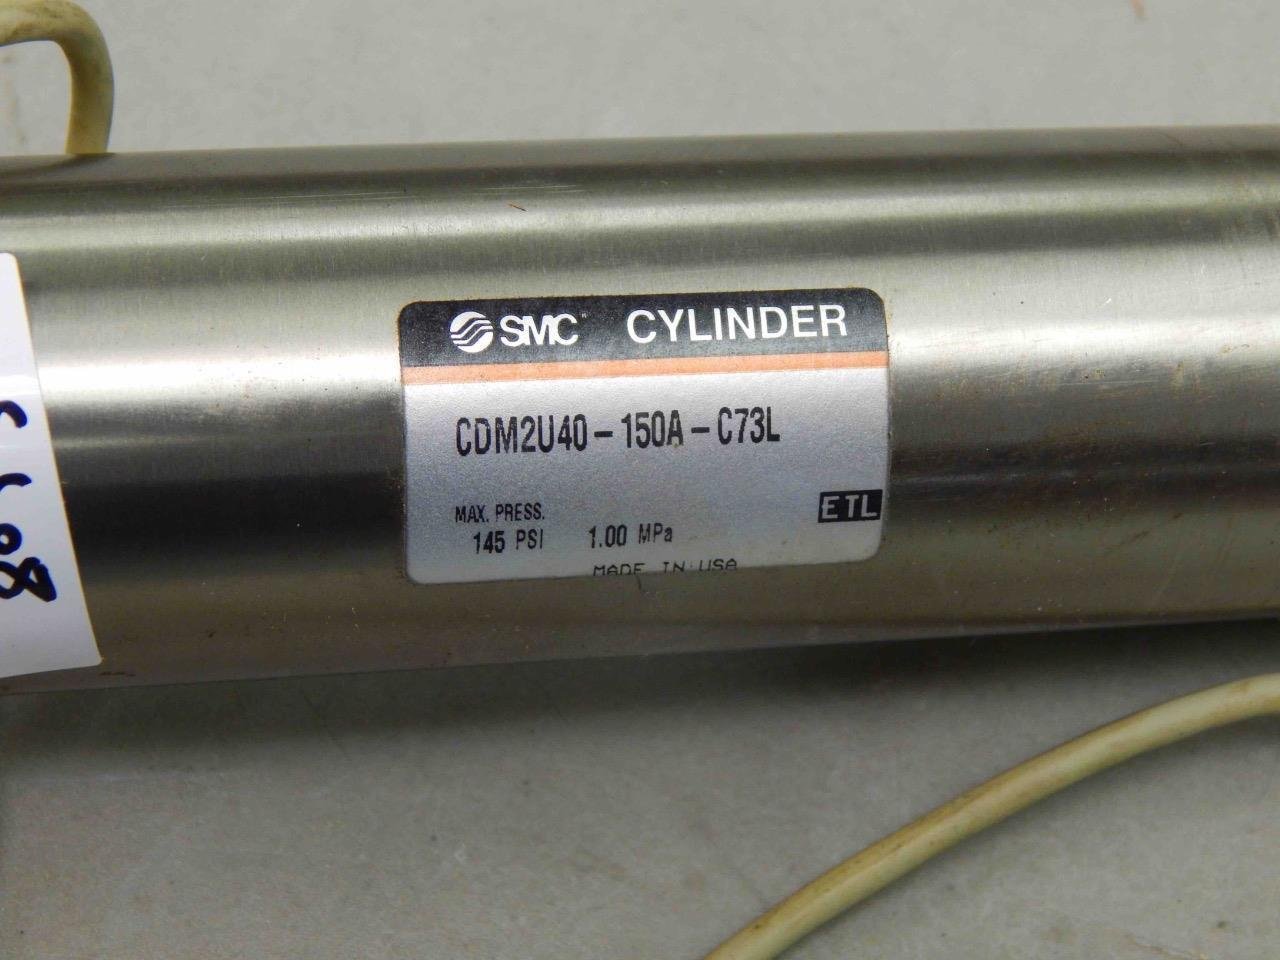 SMC CYLINDER
CDM2U40-150A-C73L
MAX. PRESS.
145 PSI 1.00 MPa
ETL
MADE IN USA